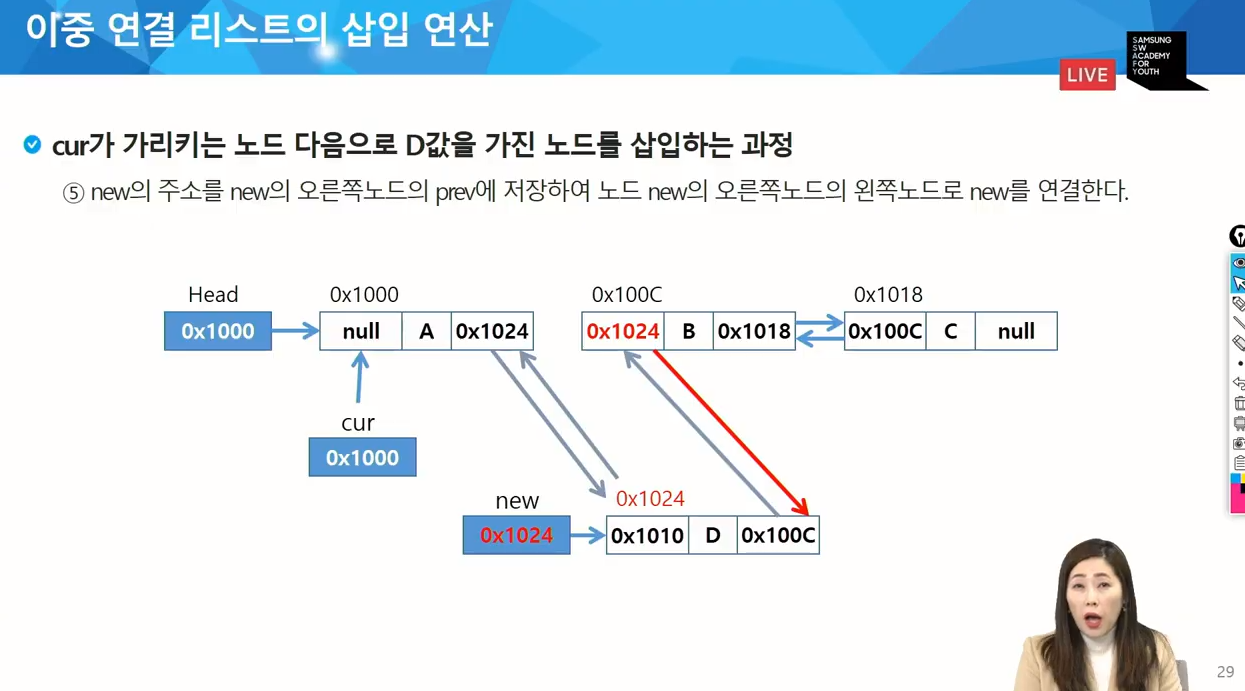 이중 연결 리스트의 삽입 연산
LIVE
SAMSUNG
SW
ACADEMY
FOR
YOUTH
cur가 가리키는 노드 다음으로 D값을 가진 노드를 삽입하는 과정
⑤ new의 주소를 new의 오른쪽노드의 prev에 저장하여 노드 new의 오른쪽노드의 왼쪽노드로 new를 연결한다.
Head 0x1000 0x100C 0x1018
0x1000 null A 0x1024 0x1024 B 0x1018 0x100C C null
cur
0x1000
new 0x1024
0x1024 0x1010 D 0x100C
29